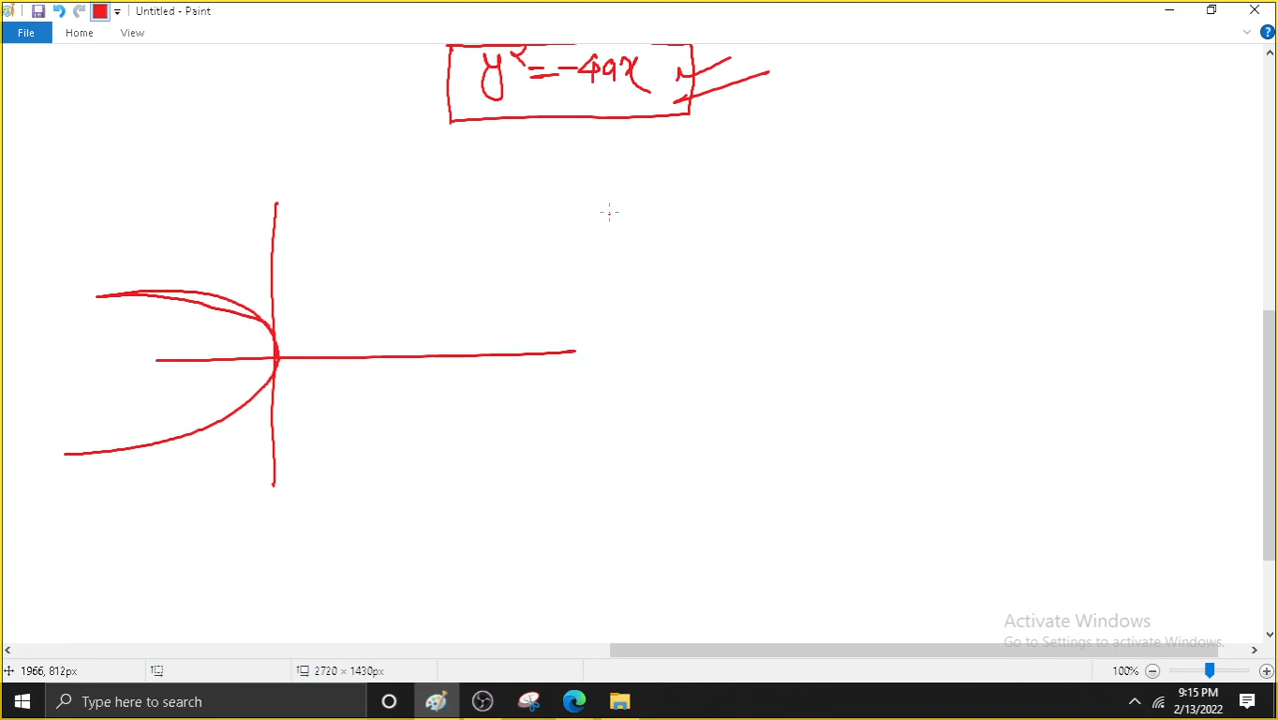 Untitled - Paint
File Home View
y² = -4ax
Activate Windows
Go to Settings to activate Windows.
1966, 812px
2720 × 1430px
100%
Type here to search
9:15 PM
2/13/2022